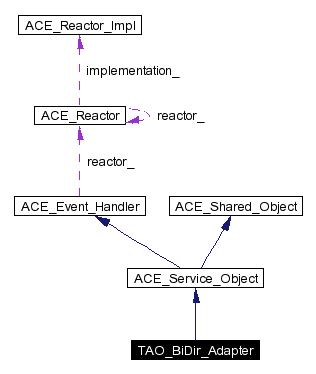 ACE_Reactor_Impl
implementation_
ACE_Reactor
reactor_
reactor_
ACE_Event_Handler
ACE_Shared_Object
ACE_Service_Object
TAO_BiDir_Adapter